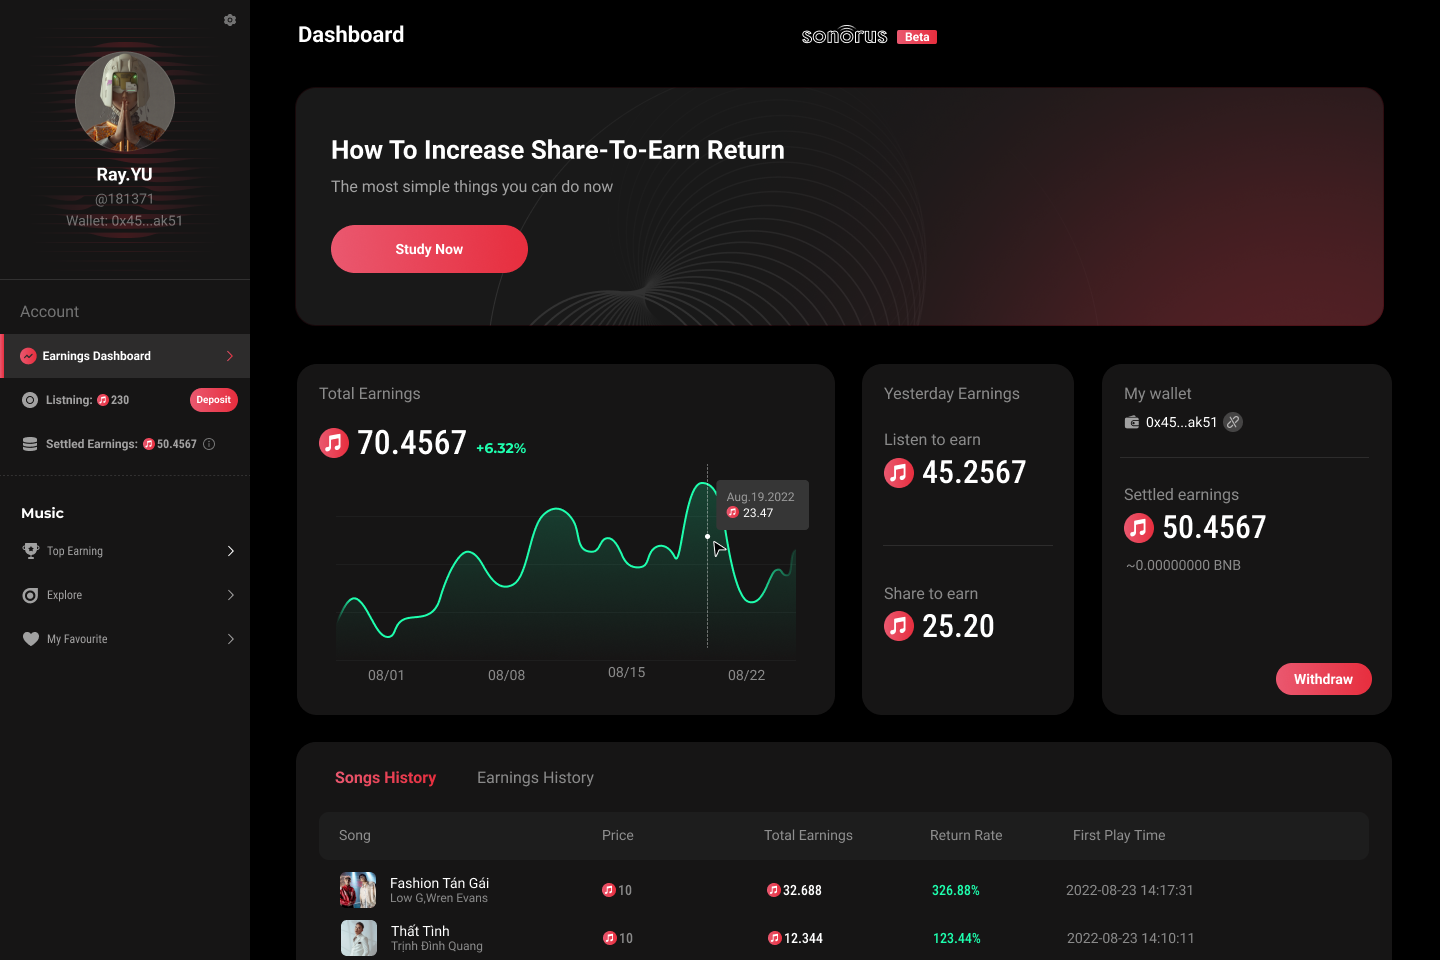 Dashboard
sonorus Beta
Ray.YU
@181371
Wallet: 0x45...ak51
Account
Earnings Dashboard
Listning: 230
Deposit
Settled Earnings: 50.4567
Music
Top Earning
Explore
My Favourite
How To Increase Share-To-Earn Return
The most simple things you can do now
Study Now
Total Earnings
70.4567 +6.32%
Aug.19.2022
23.47
08/01 08/08 08/15 08/22
Yesterday Earnings
Listen to earn
45.2567
Share to earn
25.20
My wallet
0x45...ak51
Settled earnings
50.4567
~0.00000000 BNB
Withdraw
Songs History Earnings History
Song Price Total Earnings Return Rate First Play Time
Fashion Tán Gái
Low G,Wren Evans
10 32.688 326.88% 2022-08-23 14:17:31
Thất Tình
Trịnh Đình Quang
10 12.344 123.44% 2022-08-23 14:10:11